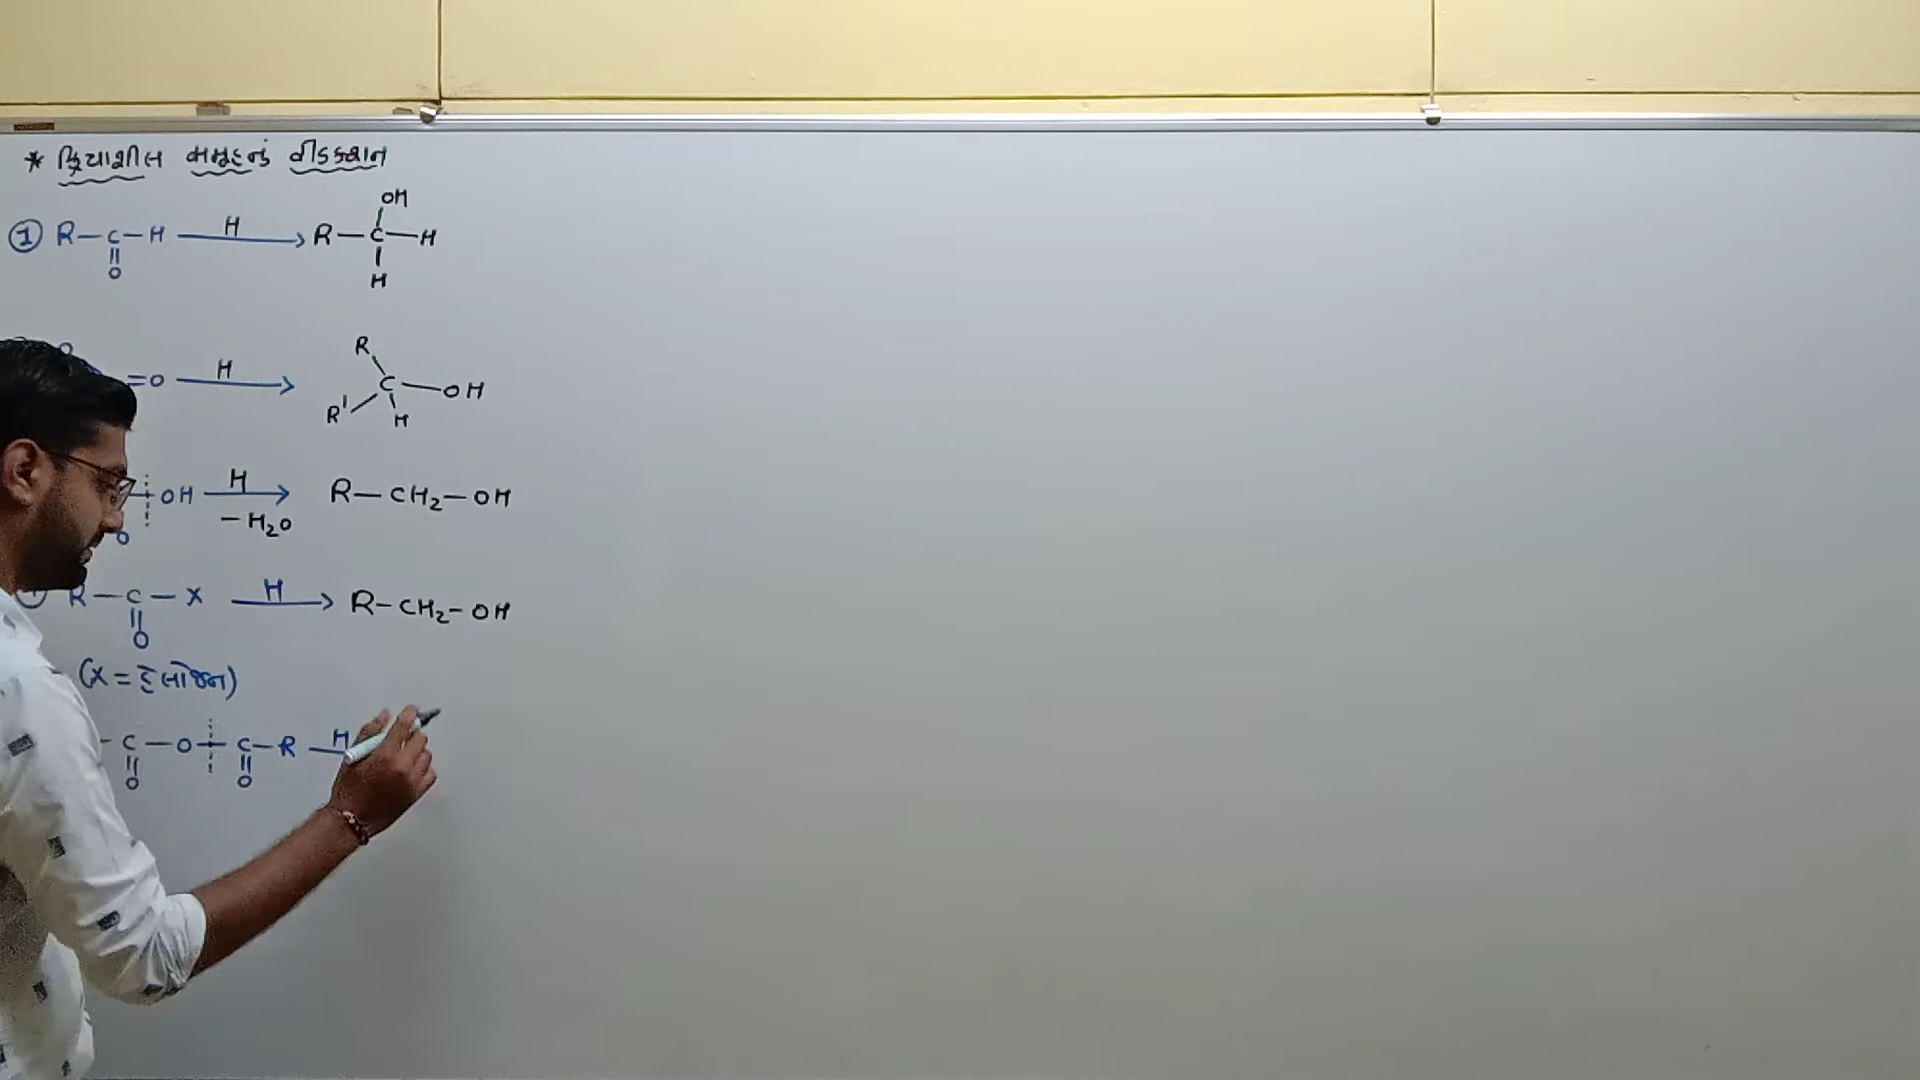 * ક્રિયાશીલ સમૂહનું રીડક્શન
OH
① R—C—H —H→ R—C—H
||
O
H
R
=O —H→ C—OH
R' H
OH —H→ R—CH₂—OH
-H₂O
O
R—C—X —H→ R-CH₂-OH
||
O
(X = હેલોજન)
-C—O—C—R —H
|| ||
O O